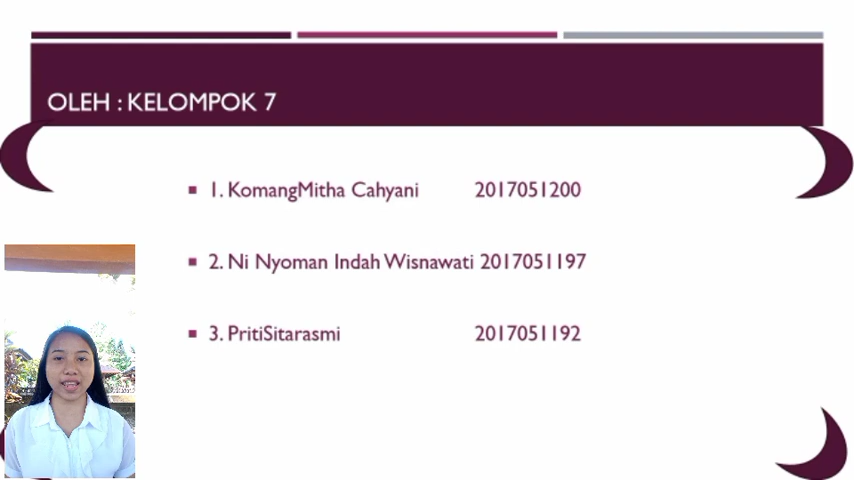 OLEH : KELOMPOK 7
1. KomangMitha Cahyani 2017051200
2. Ni Nyoman Indah Wisnawati 2017051197
3. PritiSitarasmi 2017051192